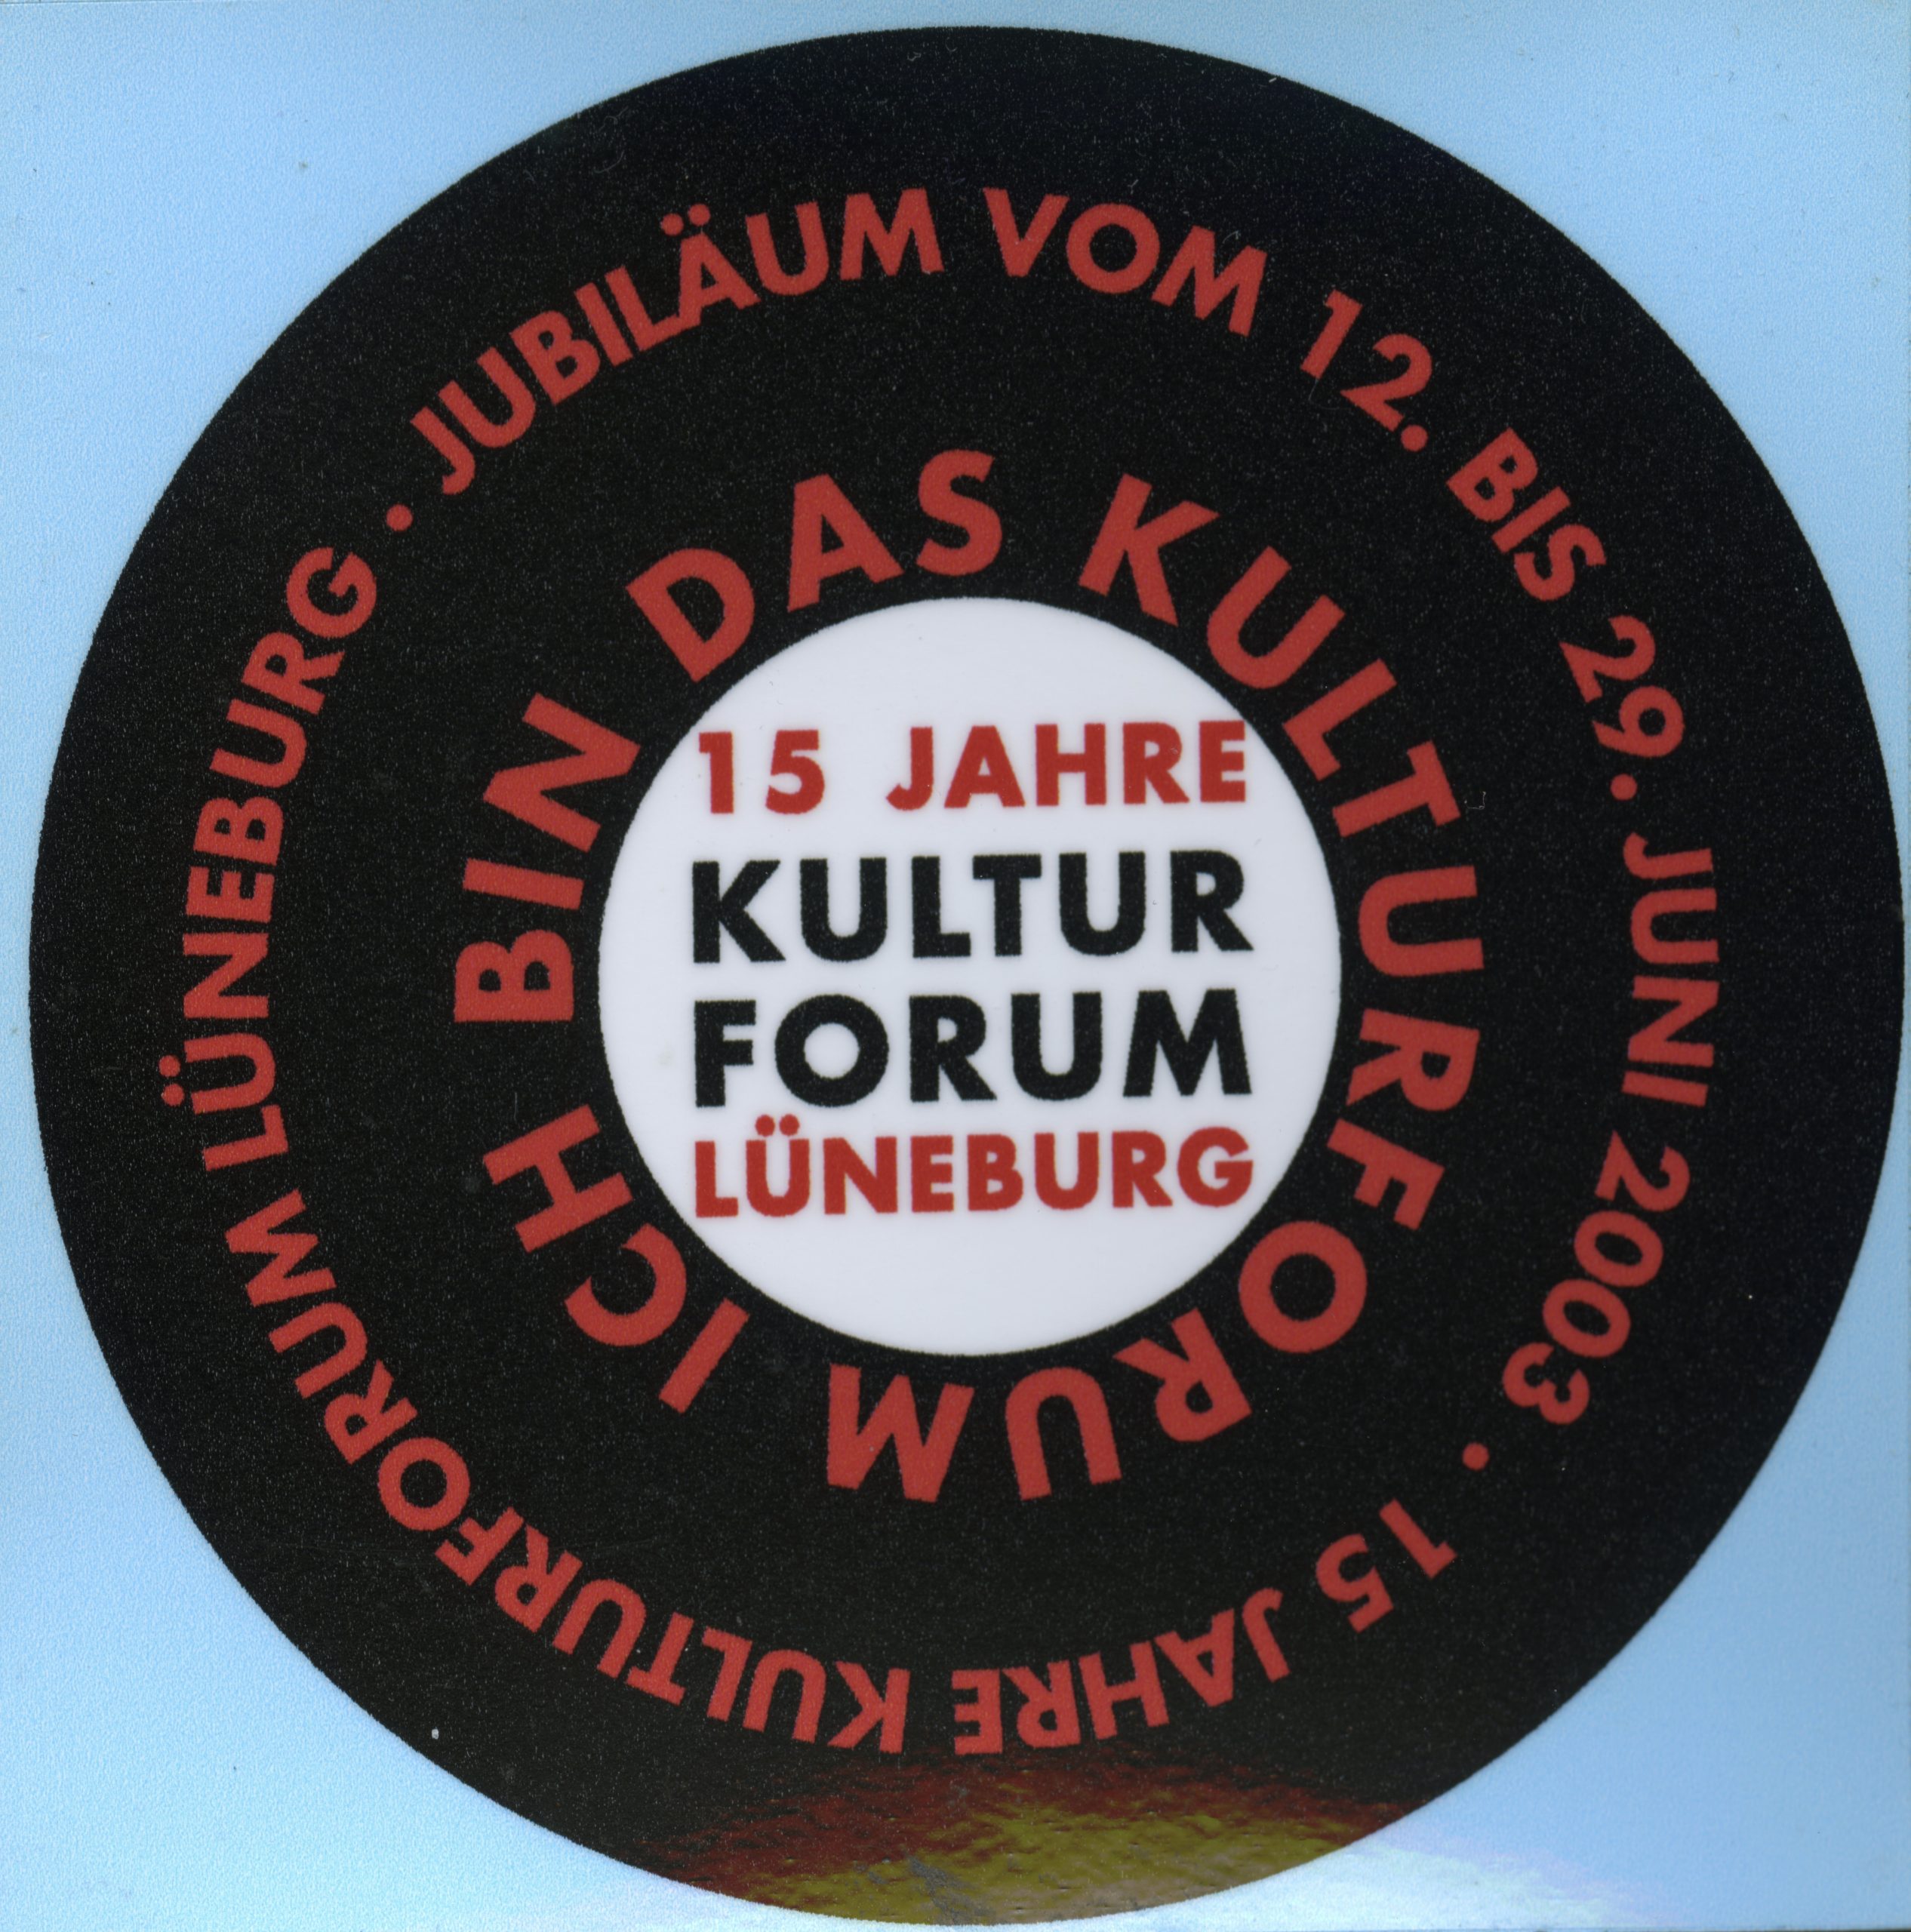 JUBILÄUM VOM 12. BIS 29. JUNI 2003 · 15 JAHRE KULTURFORUM LÜNEBURG ·
ICH BIN DAS KULTURFORUM
15 JAHRE
KULTUR
FORUM
LÜNEBURG